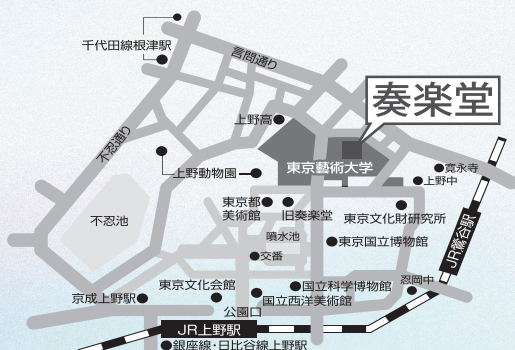 千代田線根津駅
言問通り
不忍通り
奏楽堂
上野高
上野動物園
東京藝術大学
寛永寺
上野中
東京都
美術館
旧奏楽堂
東京文化財研究所
不忍池
噴水池
東京国立博物館
交番
JR鶯谷駅
東京文化会館
国立科学博物館
忍岡中
京成上野駅
国立西洋美術館
公園口
JR上野駅
銀座線・日比谷線上野駅